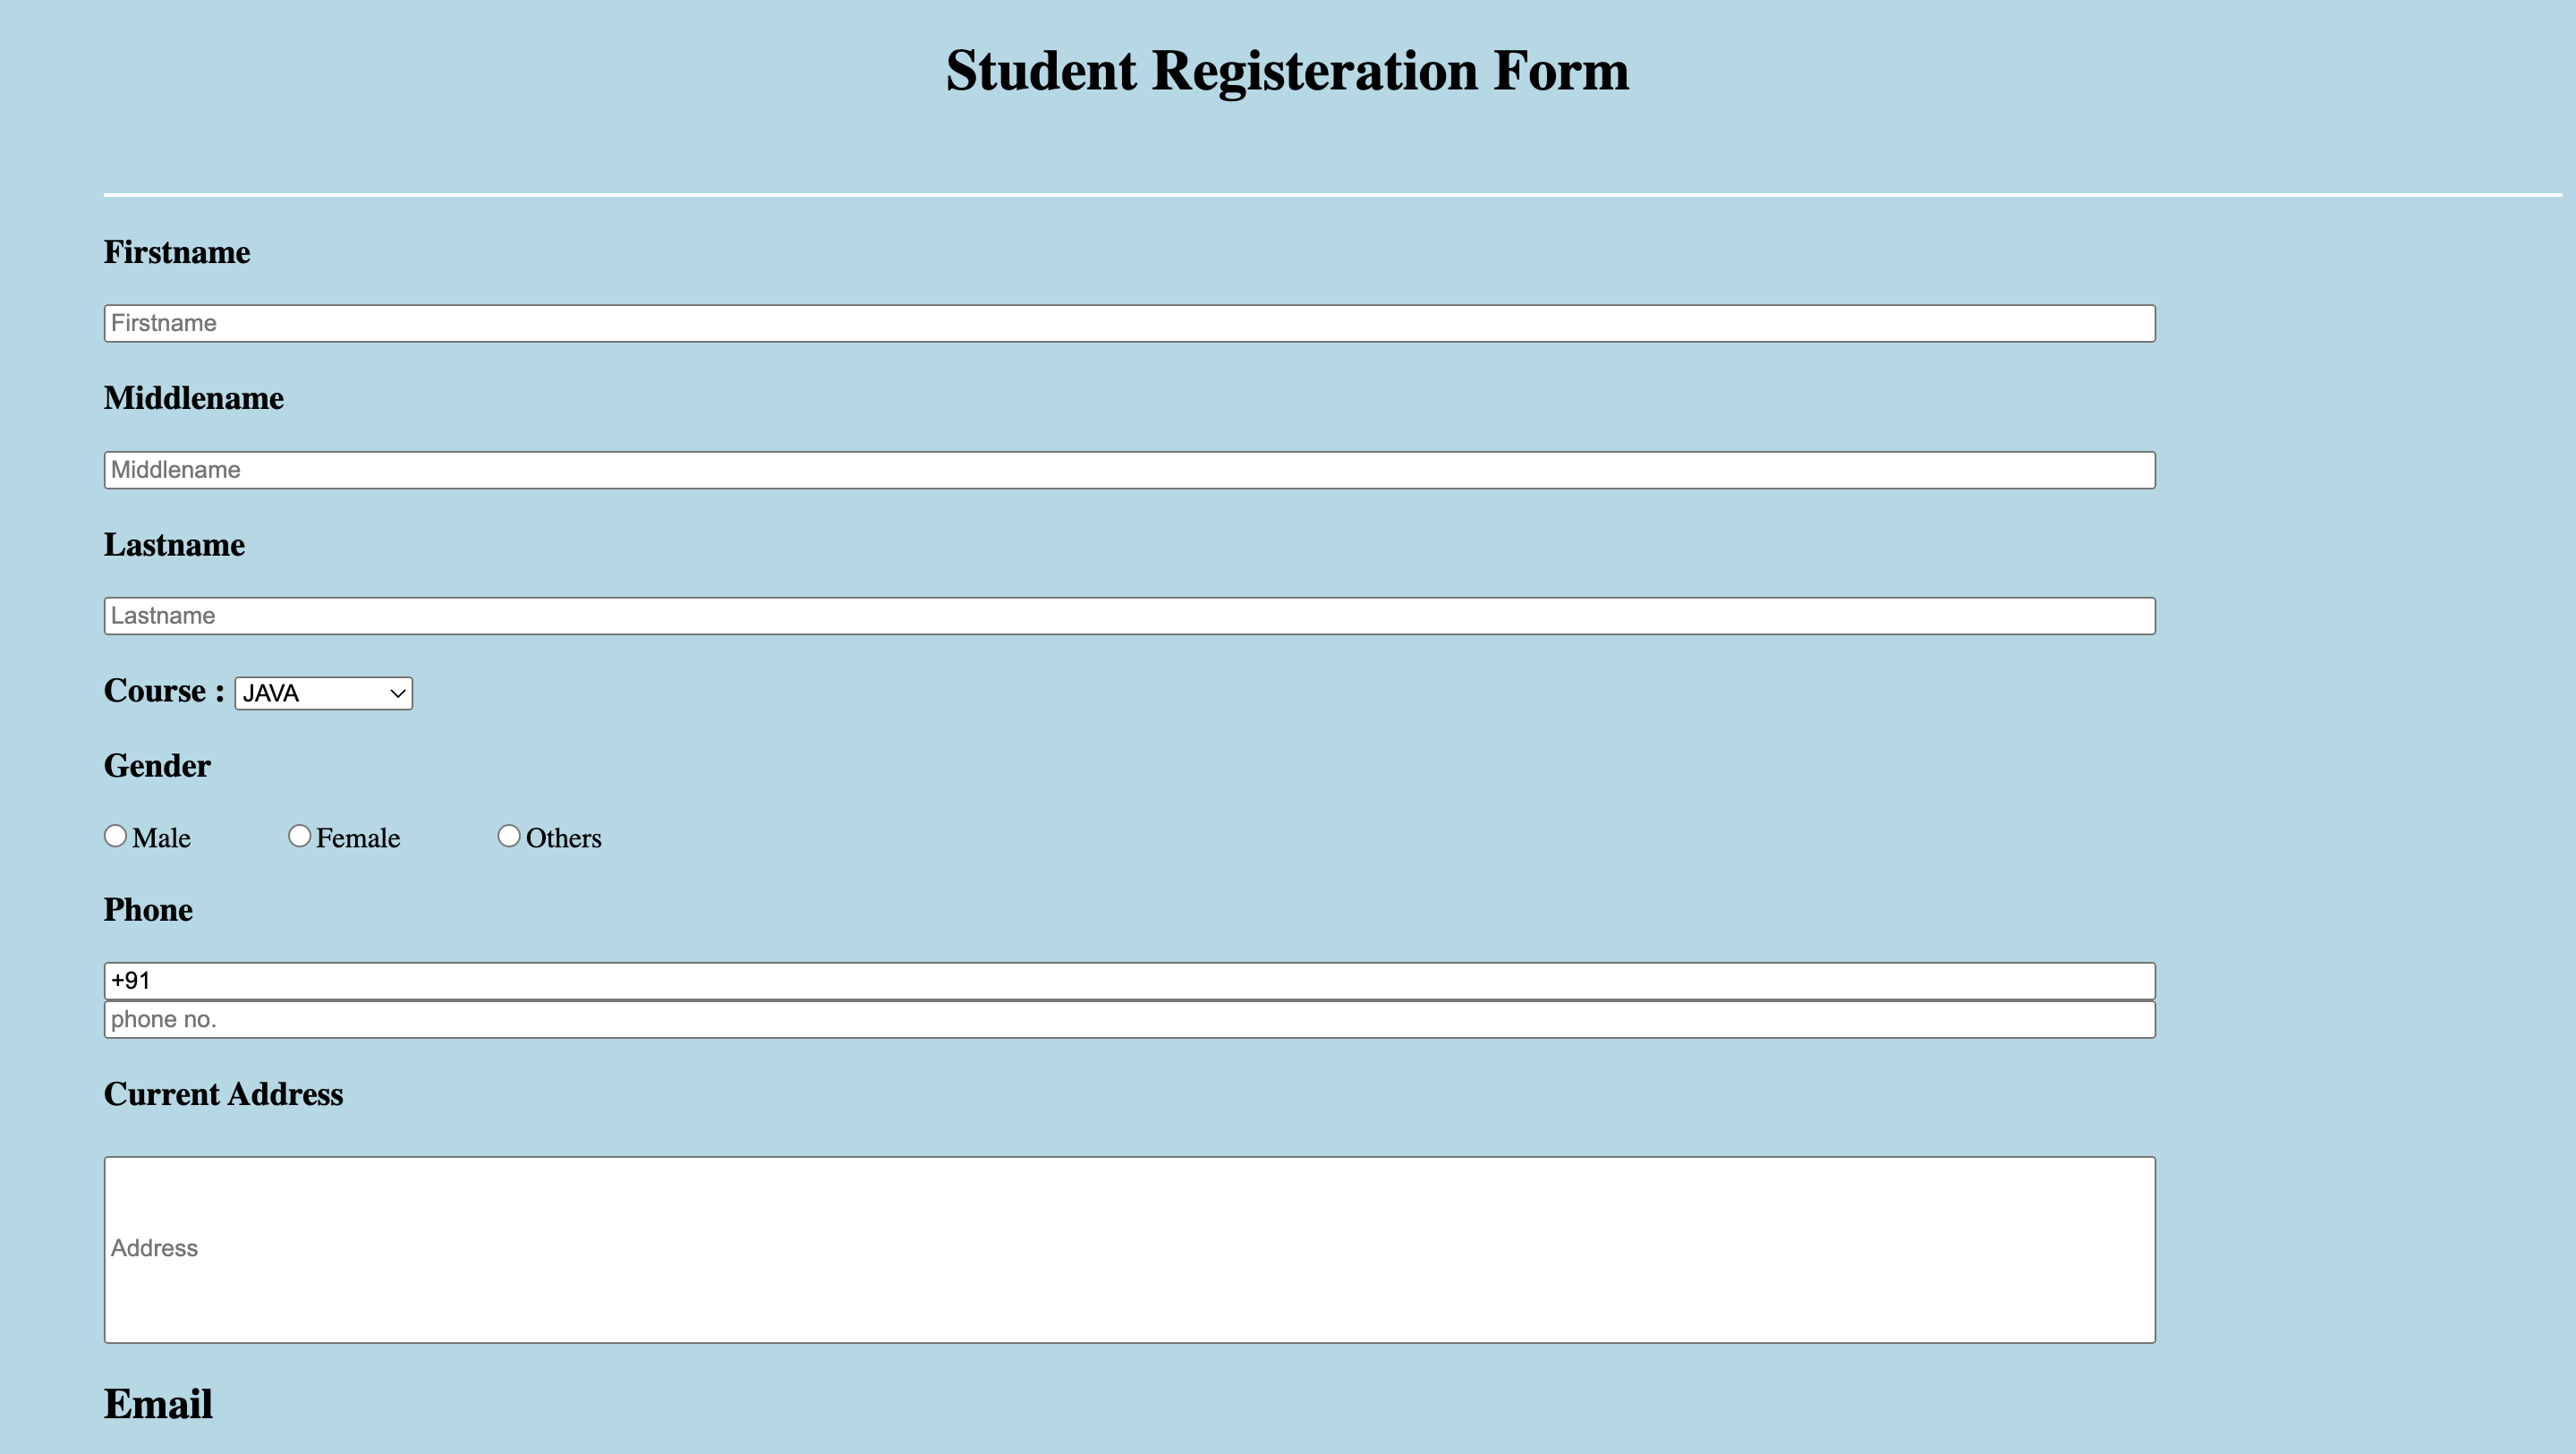 Student Registeration Form
Firstname
Firstname
Middlename
Middlename
Lastname
Lastname
Course : JAVA
Gender
Male Female Others
Phone
+91
phone no.
Current Address
Address
Email